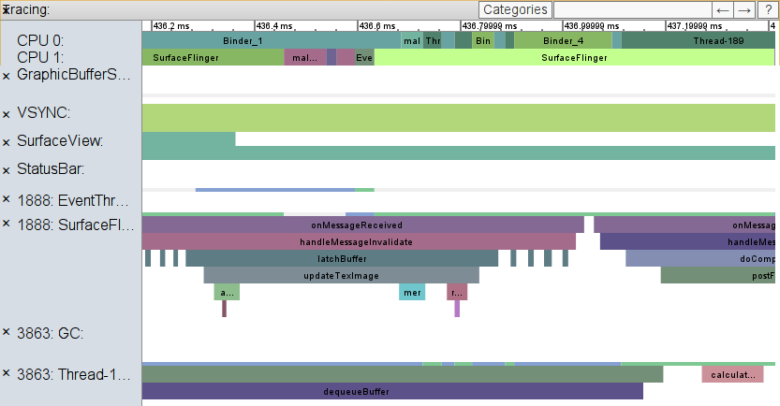 Tracing:
Categories
← → ?
436.2 ms 436.4 ms 436.6 ms 436.79999 ms 436.99999 ms 437.19999 ms 4
CPU 0: Binder_1 mal Thr Bin Binder_4 Thread-189
CPU 1: SurfaceFlinger mal... Eve SurfaceFlinger
× GraphicBufferS...
× VSYNC:
× SurfaceView:
× StatusBar:
× 1888: EventThr...
× 1888: SurfaceFl... onMessageReceived onMessag
handleMessageInvalidate handleMes
latchBuffer doComp
updateTexImage postF
a... mer r...
× 3863: GC:
× 3863: Thread-1... calculat...
dequeueBuffer